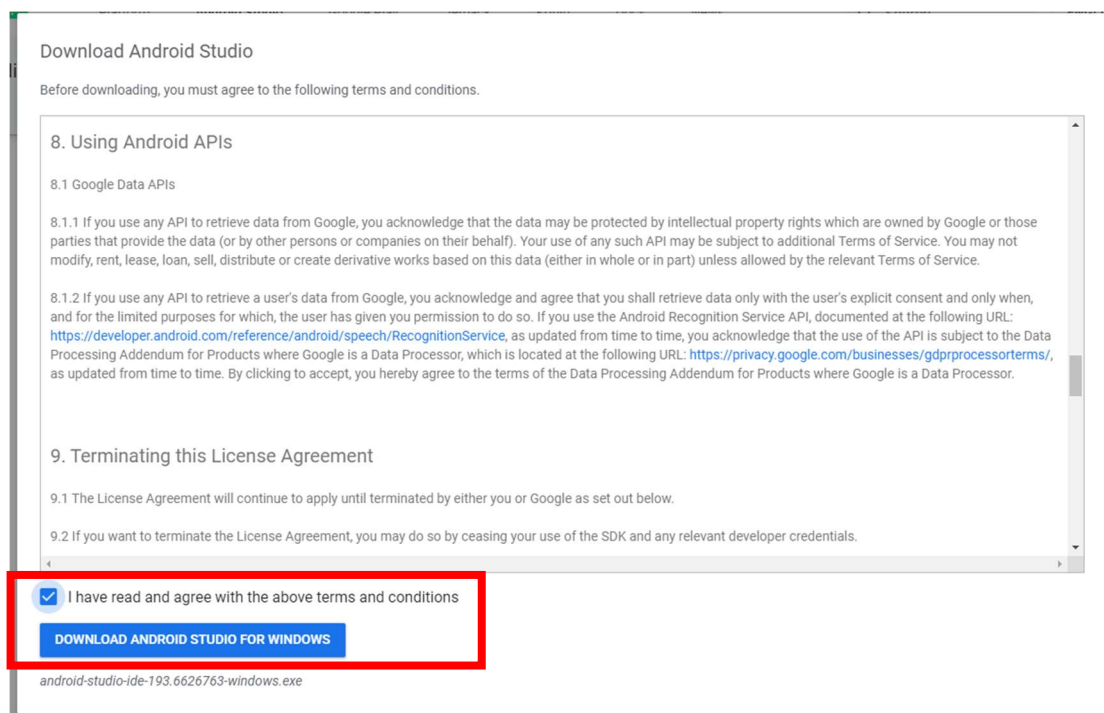 Download Android Studio
Before downloading, you must agree to the following terms and conditions.
8. Using Android APIs
8.1 Google Data APIs
8.1.1 If you use any API to retrieve data from Google, you acknowledge that the data may be protected by intellectual property rights which are owned by Google or those
parties that provide the data (or by other persons or companies on their behalf). Your use of any such API may be subject to additional Terms of Service. You may not
modify, rent, lease, loan, sell, distribute or create derivative works based on this data (either in whole or in part) unless allowed by the relevant Terms of Service.
8.1.2 If you use any API to retrieve a user's data from Google, you acknowledge and agree that you shall retrieve data only with the user's explicit consent and only when,
and for the limited purposes for which, the user has given you permission to do so. If you use the Android Recognition Service API, documented at the following URL:
https://developer.android.com/reference/android/speech/RecognitionService, as updated from time to time, you acknowledge that the use of the API is subject to the Data
Processing Addendum for Products where Google is a Data Processor, which is located at the following URL: https://privacy.google.com/businesses/gdprprocessorterms/,
as updated from time to time. By clicking to accept, you hereby agree to the terms of the Data Processing Addendum for Products where Google is a Data Processor.
9. Terminating this License Agreement
9.1 The License Agreement will continue to apply until terminated by either you or Google as set out below.
9.2 If you want to terminate the License Agreement, you may do so by ceasing your use of the SDK and any relevant developer credentials.
I have read and agree with the above terms and conditions
DOWNLOAD ANDROID STUDIO FOR WINDOWS
android-studio-ide-193.6626763-windows.exe